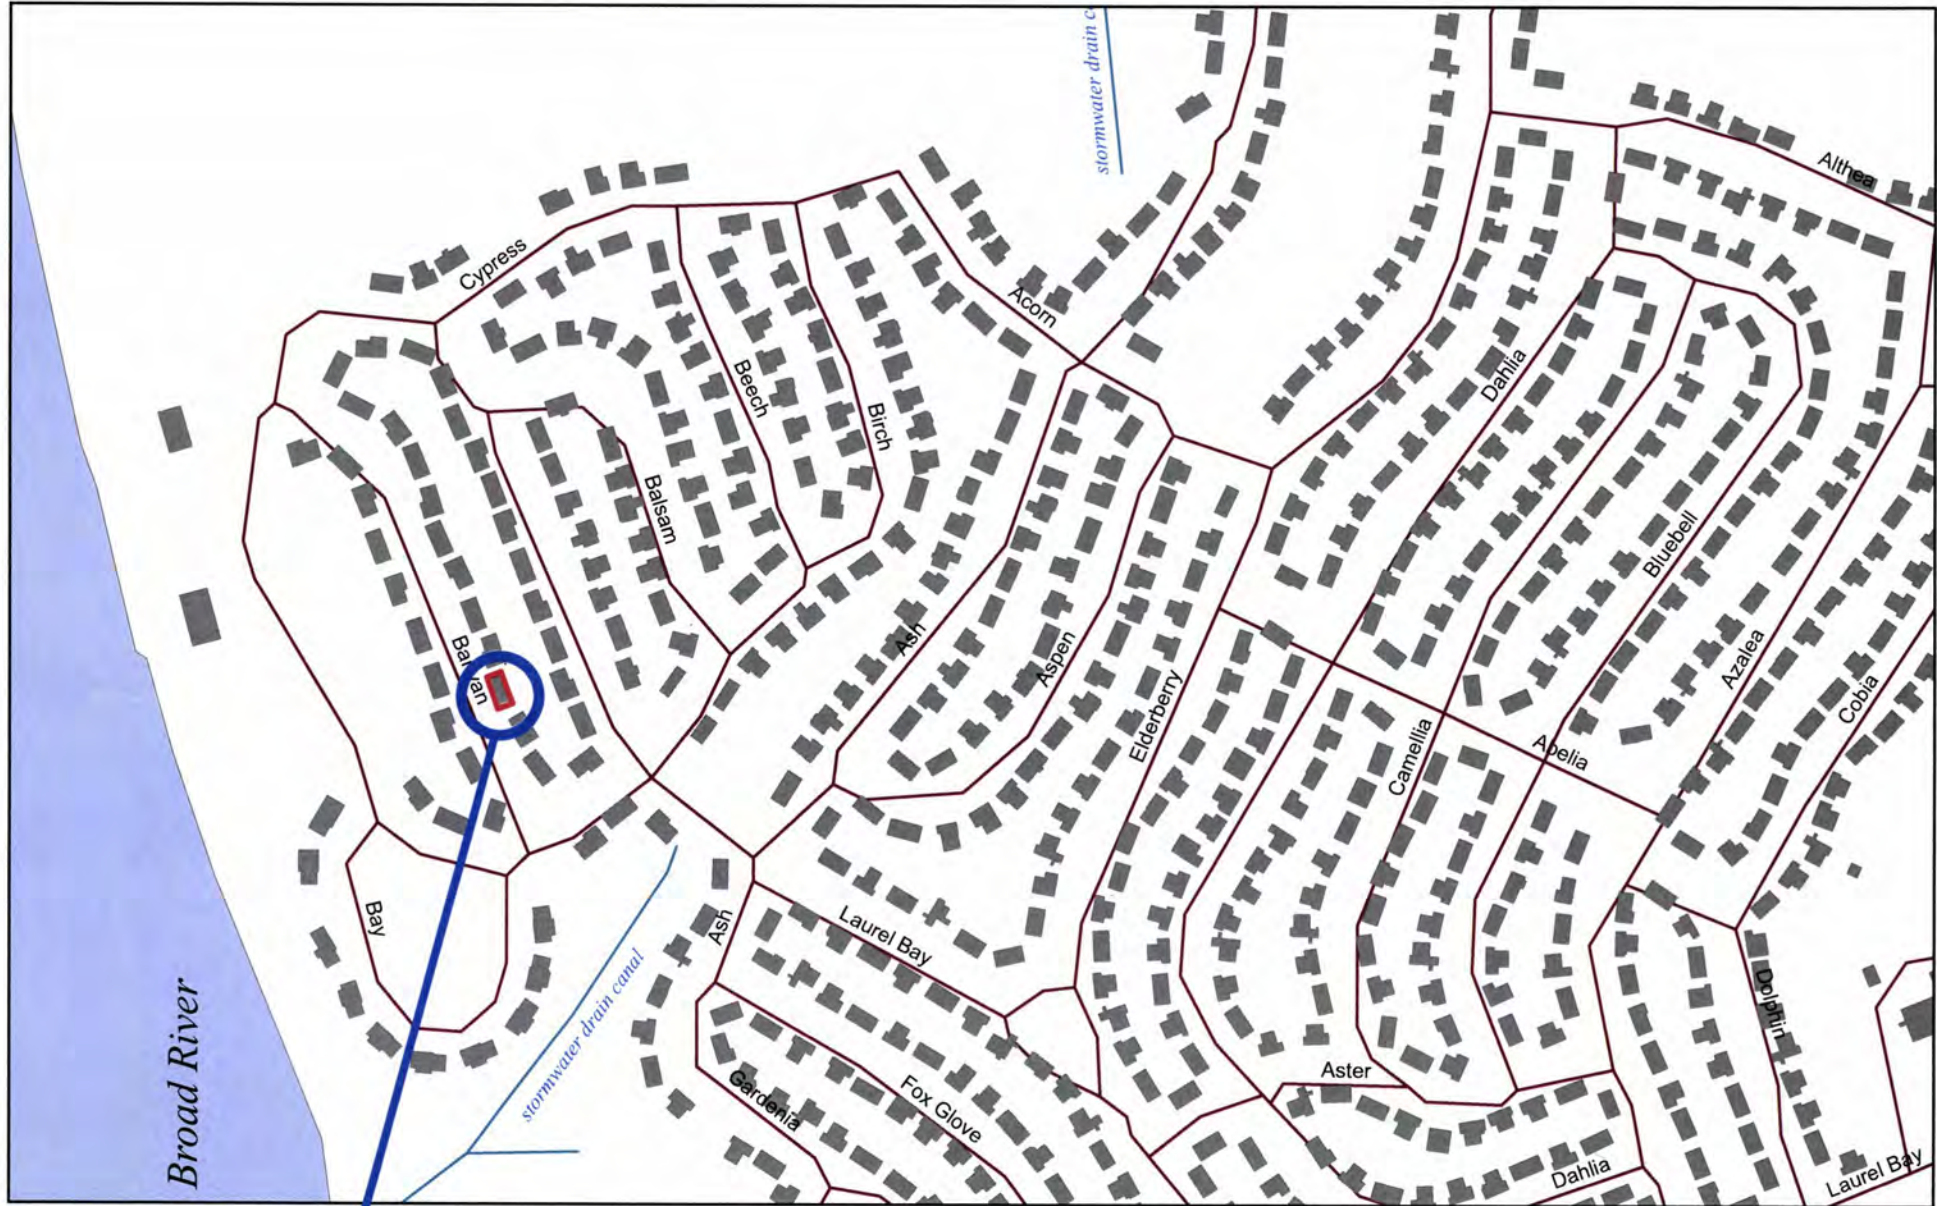 stormwater drain c
Althea
Cypress
Acorn
Dahlia
Beech
Birch
Balsam
Bluebell
Ash
Aspen
Azalea
Elderberry
Cobia
Camellia
Abelia
Bay
Laurel Bay
Ash
stormwater drain canal
Broad River
Dolphin
Aster
Gardenia
Fox Glove
Dahlia
Laurel Bay